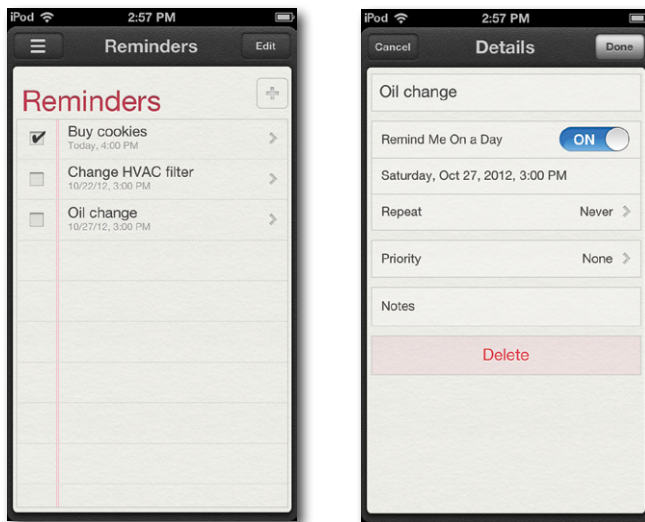 iPod 2:57 PM
Reminders Edit
Reminders
Buy cookies
Today, 4:00 PM
Change HVAC filter
10/22/12, 3:00 PM
Oil change
10/27/12, 3:00 PM
iPod 2:57 PM
Cancel Details Done
Oil change
Remind Me On a Day ON
Saturday, Oct 27, 2012, 3:00 PM
Repeat Never
Priority None
Notes
Delete